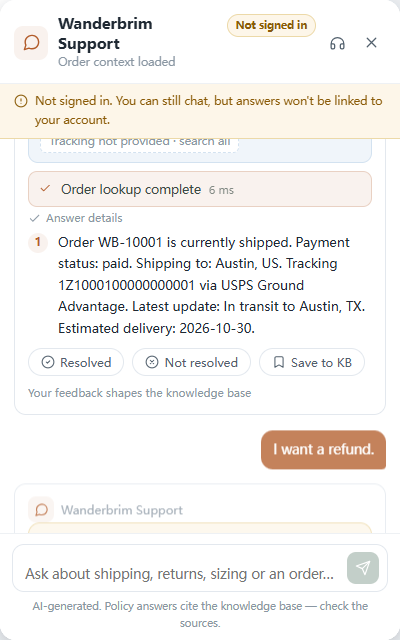 Wanderbrim
Support
Not signed in
Order context loaded
Not signed in. You can still chat, but answers won't be linked to
your account.
Tracking not provided · search all
Order lookup complete 6 ms
Answer details
1 Order WB-10001 is currently shipped. Payment
status: paid. Shipping to: Austin, US. Tracking
1Z1000100000000001 via USPS Ground
Advantage. Latest update: In transit to Austin, TX.
Estimated delivery: 2026-10-30.
Resolved Not resolved Save to KB
Your feedback shapes the knowledge base
I want a refund.
Wanderbrim Support
Ask about shipping, returns, sizing or an order...
AI-generated. Policy answers cite the knowledge base — check the
sources.